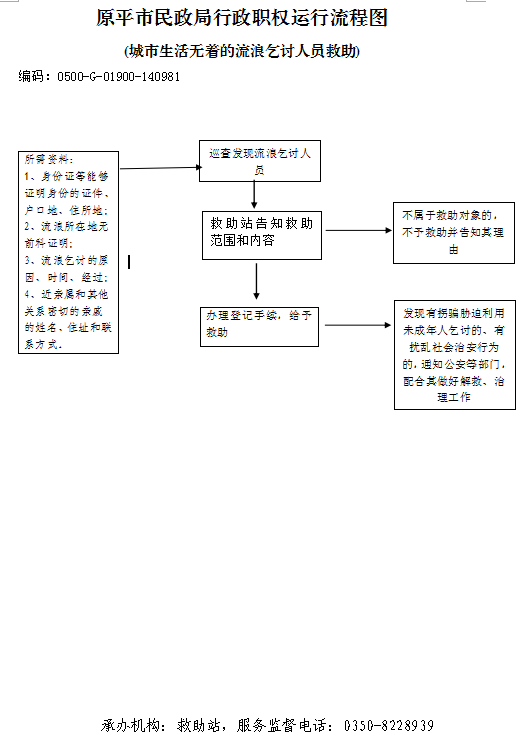 原平市民政局行政职权运行流程图
(城市生活无着的流浪乞讨人员救助)
编码：0500-G-01900-140981
所需资料：
1、身份证等能够
证明身份的证件、
户口地、住所地；
2、流浪所在地无
前科证明；
3、流浪乞讨的原
因、时间、经过；
4、近亲属和其他
关系密切的亲戚
的姓名、住址和联
系方式.
巡查发现流浪乞讨人
员
救助站告知救助
范围和内容
不属于救助对象的，
不予救助并告知其理
由
办理登记手续，给予
救助
发现有拐骗胁迫利用
未成年人乞讨的、有
扰乱社会治安行为
的，通知公安等部门，
配合其做好解救、治
理工作
承办机构：救助站，服务监督电话：0350-8228939